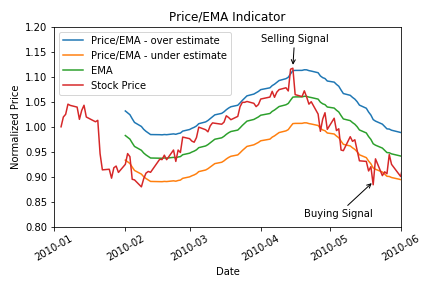 Price/EMA Indicator
Normalized Price
1.20
1.15
1.10
1.05
1.00
0.95
0.90
0.85
0.80
Price/EMA - over estimate
Price/EMA - under estimate
EMA
Stock Price
Selling Signal
Buying Signal
2010-01
2010-02
2010-03
2010-04
2010-05
2010-06
Date